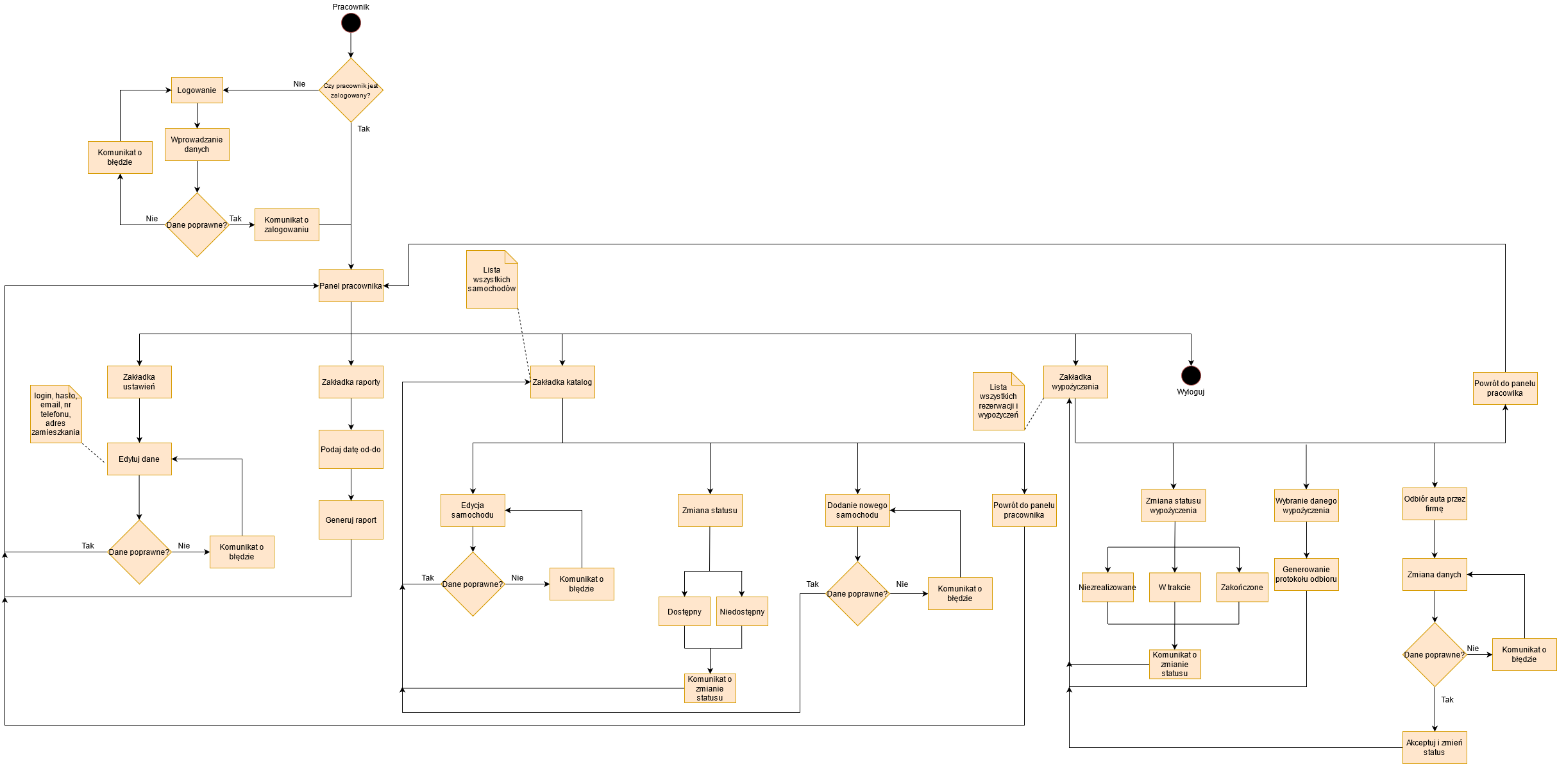 Pracownik
Czy pracownik jest
zalogowany?
Nie
Tak
Logowanie
Wprowadzanie
danych
Komunikat o
błędzie
Dane poprawne?
Nie
Tak
Komunikat o
zalogowaniu
Panel pracownika
Lista
wszystkich
samochodów
Zakładka
ustawień
Zakładka raporty
Zakładka katalog
Zakładka
wypożyczenia
Wyloguj
Powrót do panelu
pracowika
login, hasło,
email, nr
telefonu,
adres
zamieszkania
Lista
wszystkich
rezerwacji i
wypożyczeń
Edytuj dane
Dane poprawne?
Tak
Nie
Komunikat o
błędzie
Podaj datę od-do
Generuj raport
Edycja
samochodu
Dane poprawne?
Tak
Nie
Komunikat o
błędzie
Zmiana statusu
Dostępny
Niedostępny
Komunikat o
zmianie
statusu
Dodanie nowego
samochodu
Dane poprawne?
Tak
Nie
Komunikat o
błędzie
Powrót do panelu
pracownika
Zmiana statusu
wypożyczenia
Niezrealizowane
W trakcie
Zakończone
Komunikat o
zmianie
statusu
Wybranie danego
wypożyczenia
Generowanie
protokołu odbioru
Odbiór auta przez
firmę
Zmiana danych
Dane poprawne?
Nie
Komunikat o
błędzie
Tak
Akceptuj i zmień
status